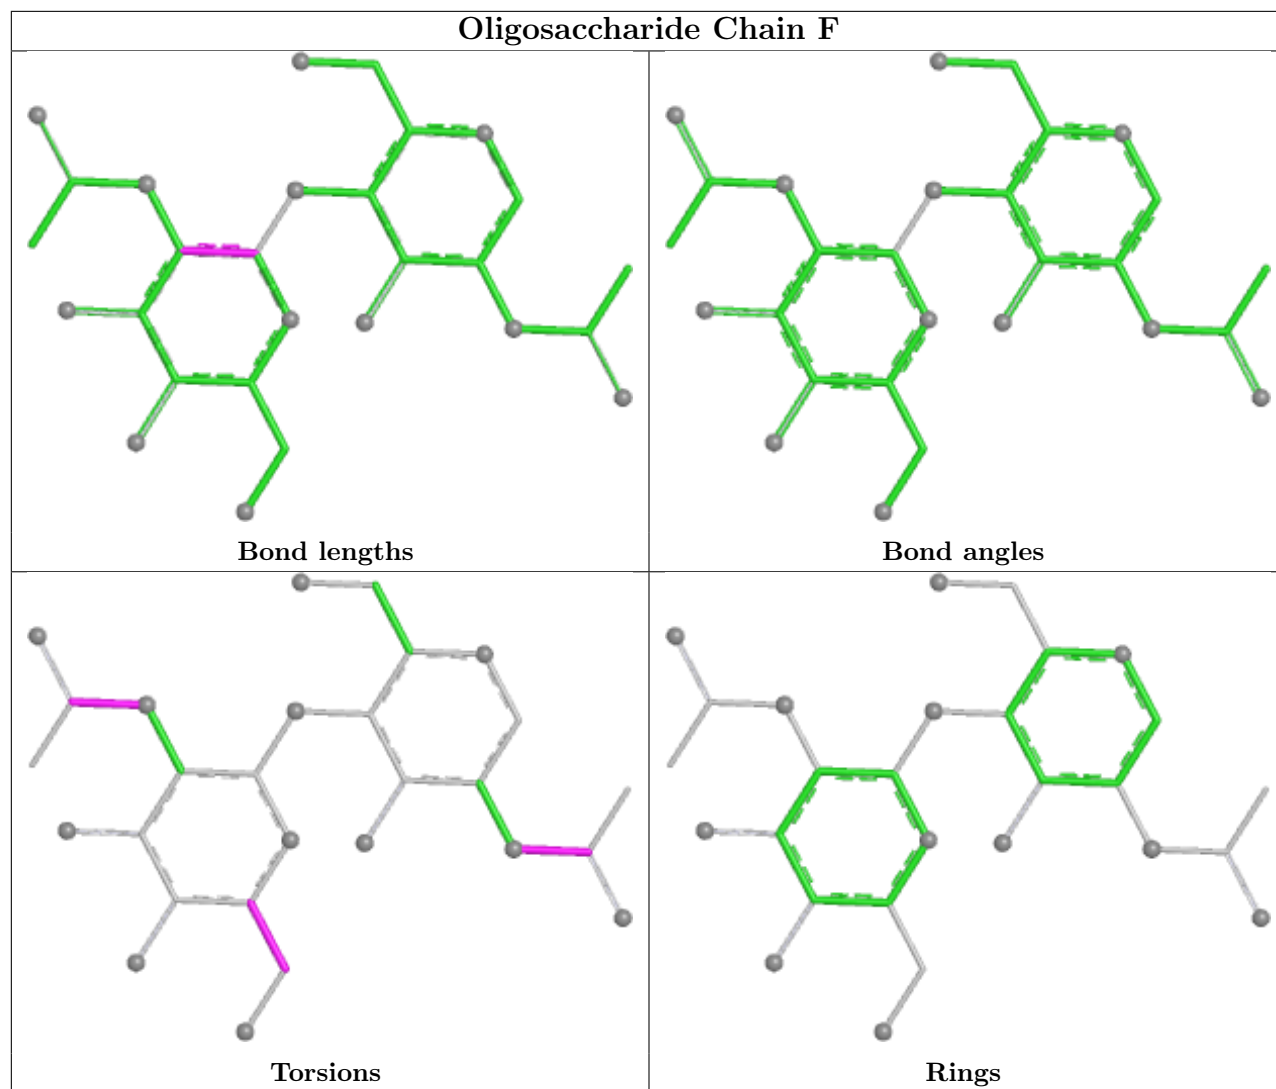 Oligosaccharide Chain F
Bond lengths
Bond angles
Torsions
Rings